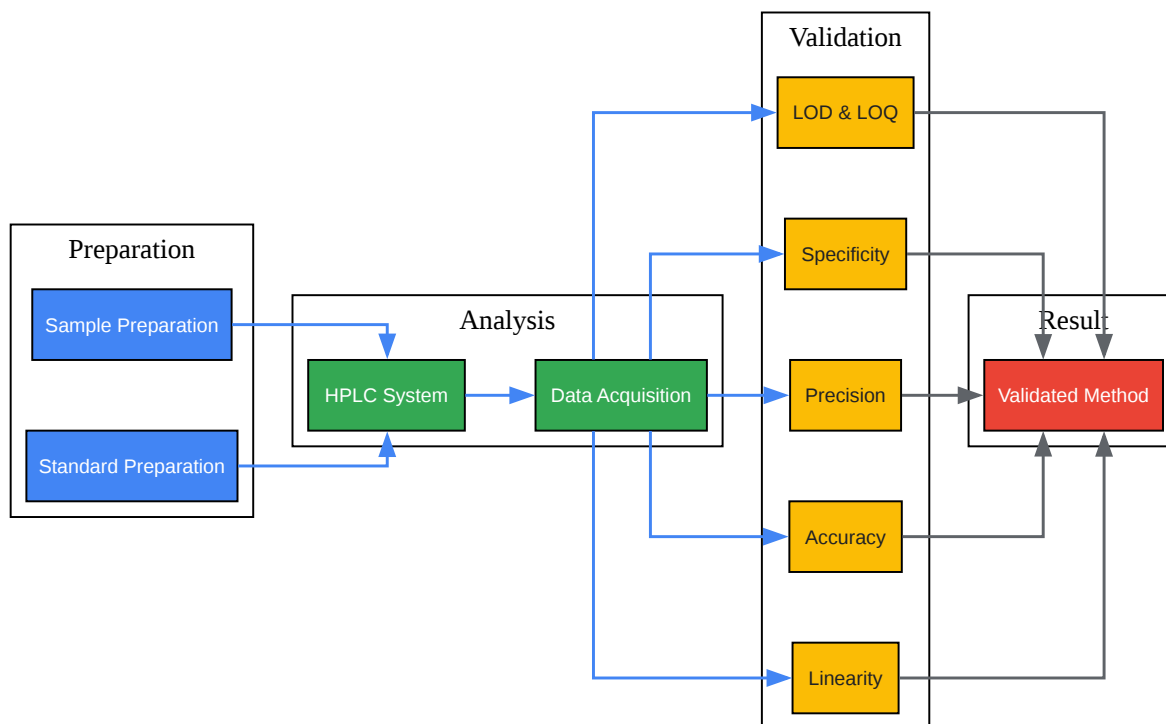 Preparation
Sample Preparation
Standard Preparation
Analysis
HPLC System
Data Acquisition
Validation
LOD & LOQ
Specificity
Precision
Accuracy
Linearity
Result
Validated Method